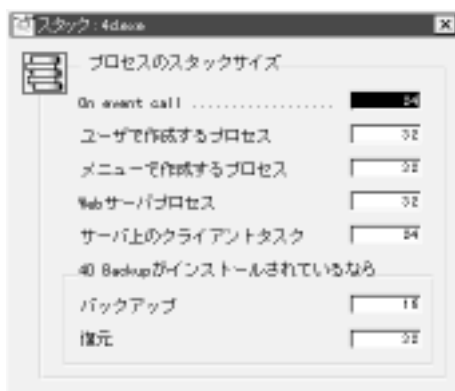 スタック：4d.exe
プロセスのスタックサイズ
On event call .................. 64
ユーザで作成するプロセス 32
メニューで作成するプロセス 32
Webサーバプロセス 32
サーバ上のクライアントタスク 64
4D Backupがインストールされているなら
バックアップ 16
復元 32